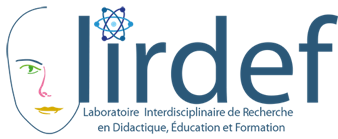 lirdef
Laboratoire Interdisciplinaire de Recherche
en Didactique, Éducation et Formation